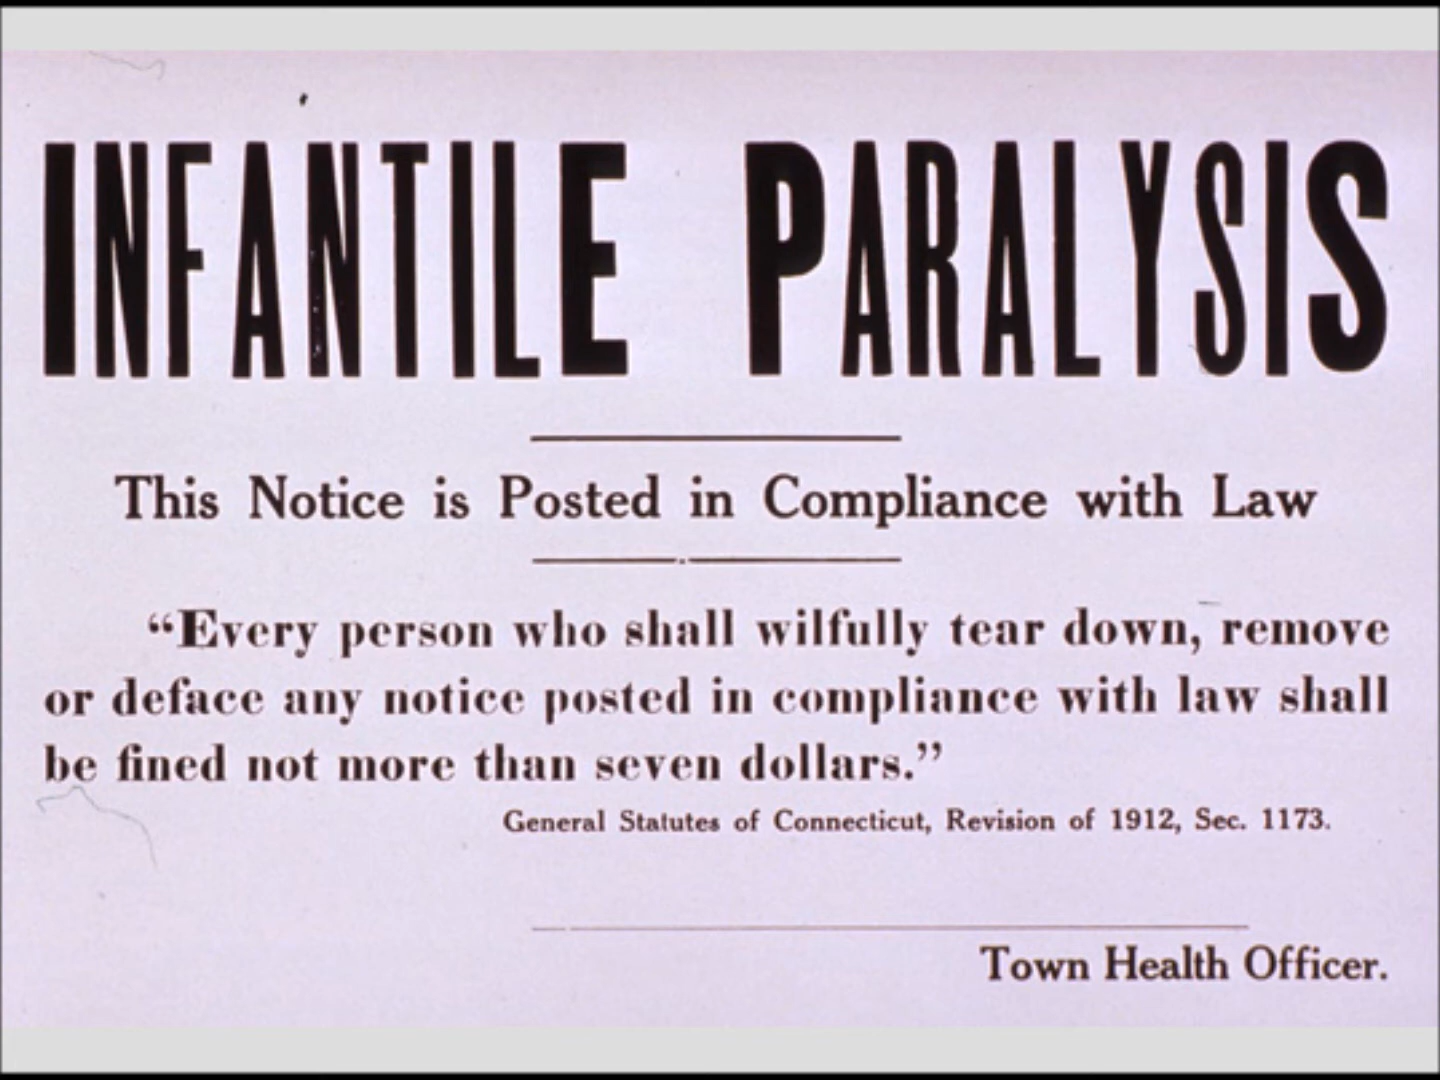 INFANTILE PARALYSIS
This Notice is Posted in Compliance with Law
“Every person who shall wilfully tear down, remove
or deface any notice posted in compliance with law shall
be fined not more than seven dollars.”
General Statutes of Connecticut, Revision of 1912, Sec. 1173.
Town Health Officer.